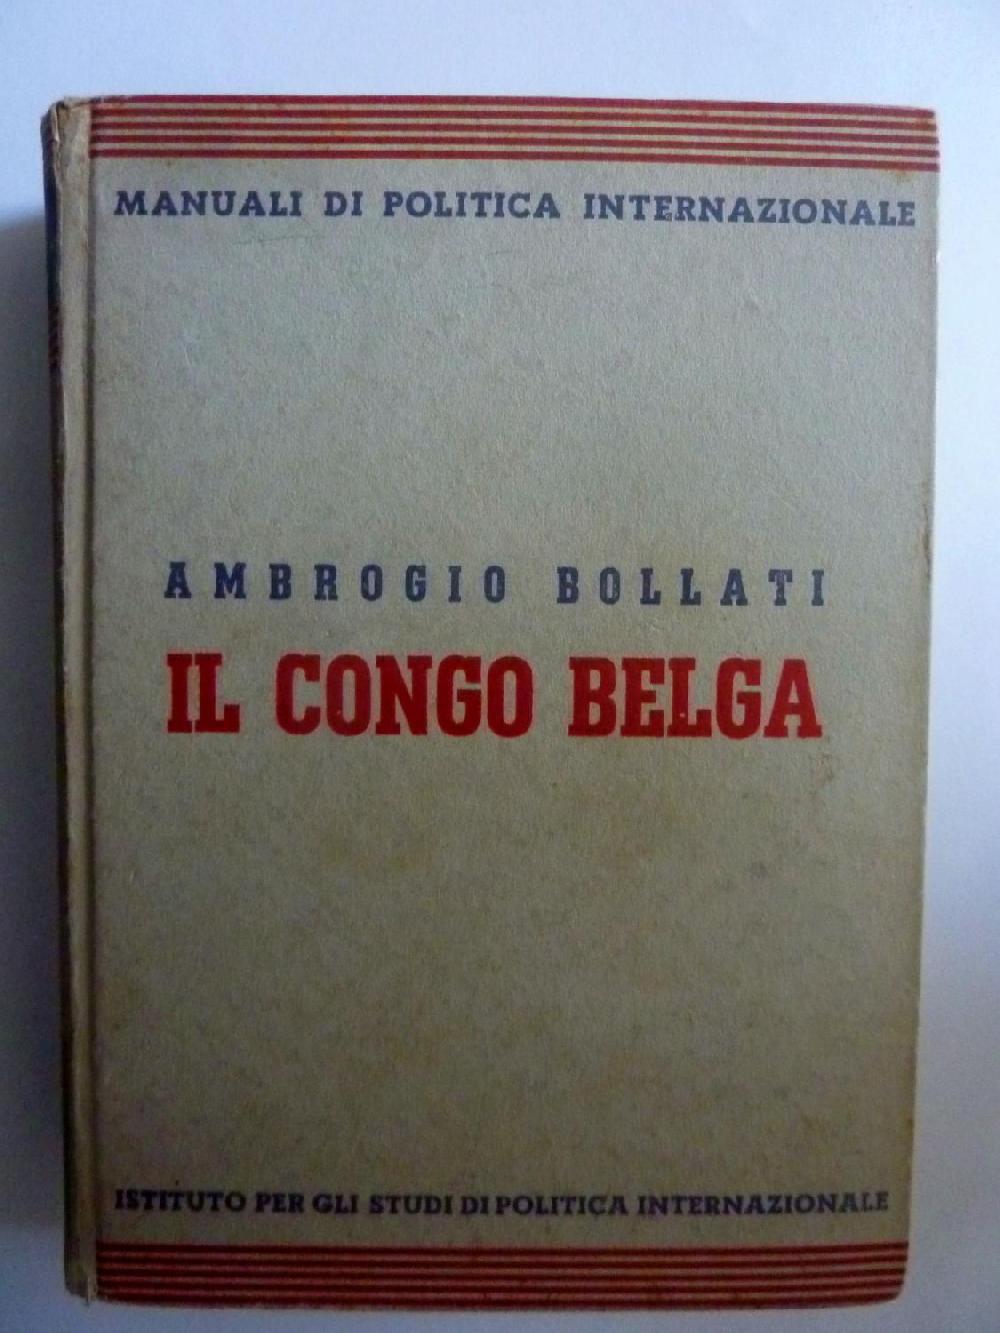 MANUALI DI POLITICA INTERNAZIONALE
AMBROGIO BOLLATI
IL CONGO BELGA
ISTITUTO PER GLI STUDI DI POLITICA INTERNAZIONALE